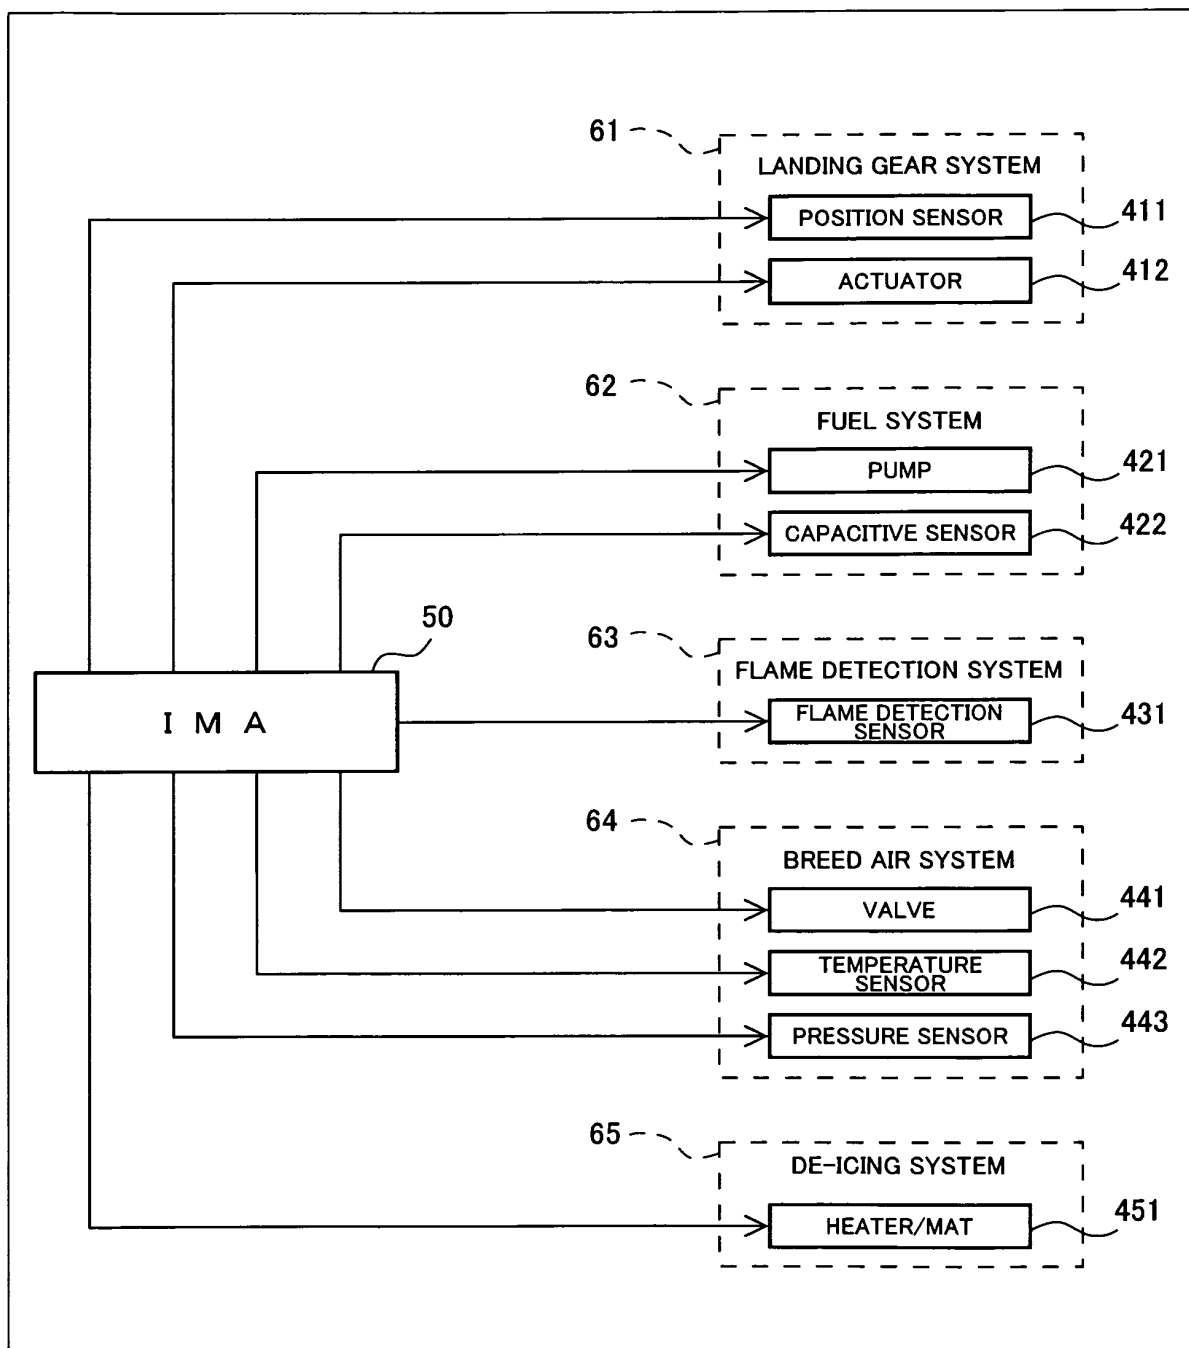 61
LANDING GEAR SYSTEM
POSITION SENSOR
411
ACTUATOR
412
62
FUEL SYSTEM
PUMP
421
CAPACITIVE SENSOR
422
50
IMA
63
FLAME DETECTION SYSTEM
FLAME DETECTION
SENSOR
431
64
BREED AIR SYSTEM
VALVE
441
TEMPERATURE
SENSOR
442
PRESSURE SENSOR
443
65
DE-ICING SYSTEM
HEATER/MAT
451